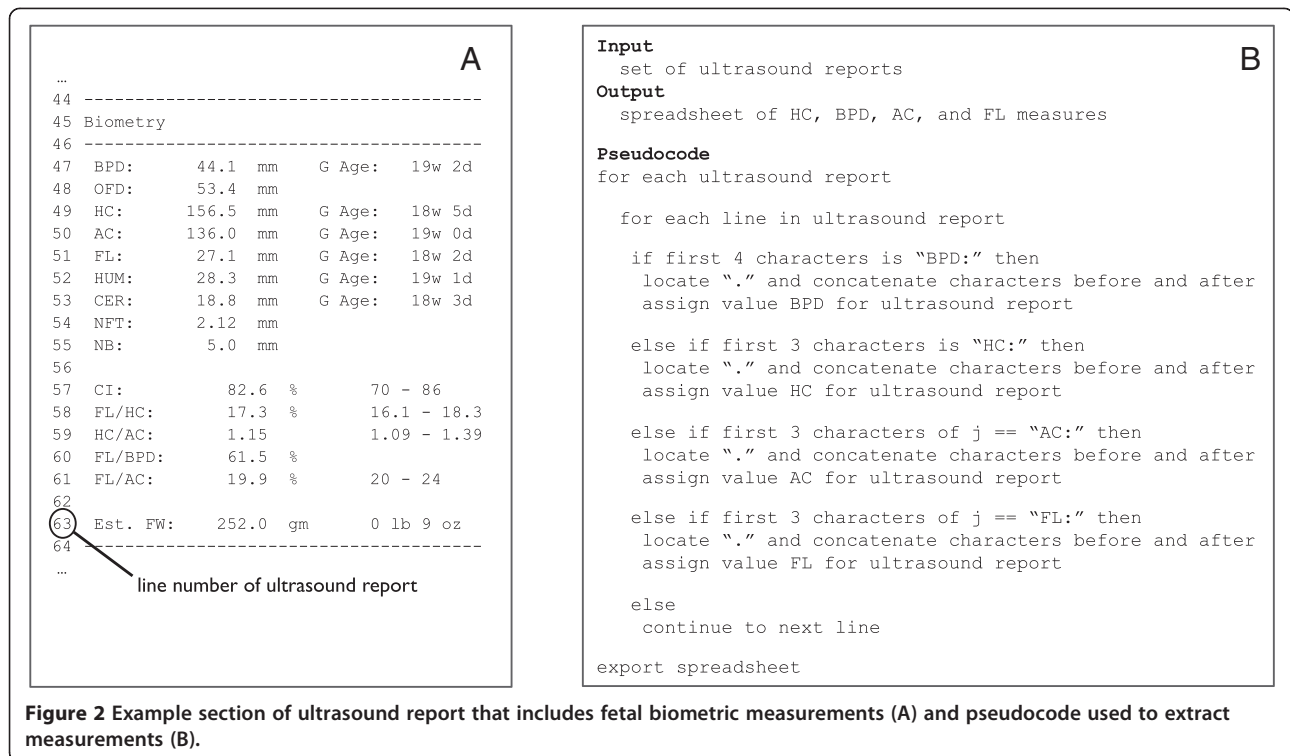 A
…
44 ---------------------------------------
45 Biometry
46 ---------------------------------------
47 BPD: 44.1 mm G Age: 19w 2d
48 OFD: 53.4 mm
49 HC: 156.5 mm G Age: 18w 5d
50 AC: 136.0 mm G Age: 19w 0d
51 FL: 27.1 mm G Age: 18w 2d
52 HUM: 28.3 mm G Age: 19w 1d
53 CER: 18.8 mm G Age: 18w 3d
54 NFT: 2.12 mm
55 NB: 5.0 mm
56
57 CI: 82.6 % 70 - 86
58 FL/HC: 17.3 % 16.1 - 18.3
59 HC/AC: 1.15 1.09 - 1.39
60 FL/BPD: 61.5 %
61 FL/AC: 19.9 % 20 - 24
62
63 Est. FW: 252.0 gm 0 lb 9 oz
64 ---------------------------------------
…
line number of ultrasound report
B
Input
set of ultrasound reports
Output
spreadsheet of HC, BPD, AC, and FL measures
Pseudocode
for each ultrasound report
for each line in ultrasound report
if first 4 characters is “BPD:” then
locate “.” and concatenate characters before and after
assign value BPD for ultrasound report
else if first 3 characters is “HC:” then
locate “.” and concatenate characters before and after
assign value HC for ultrasound report
else if first 3 characters of j == “AC:” then
locate “.” and concatenate characters before and after
assign value AC for ultrasound report
else if first 3 characters of j == “FL:” then
locate “.” and concatenate characters before and after
assign value FL for ultrasound report
else
continue to next line
export spreadsheet
Figure 2 Example section of ultrasound report that includes fetal biometric measurements (A) and pseudocode used to extract
measurements (B).